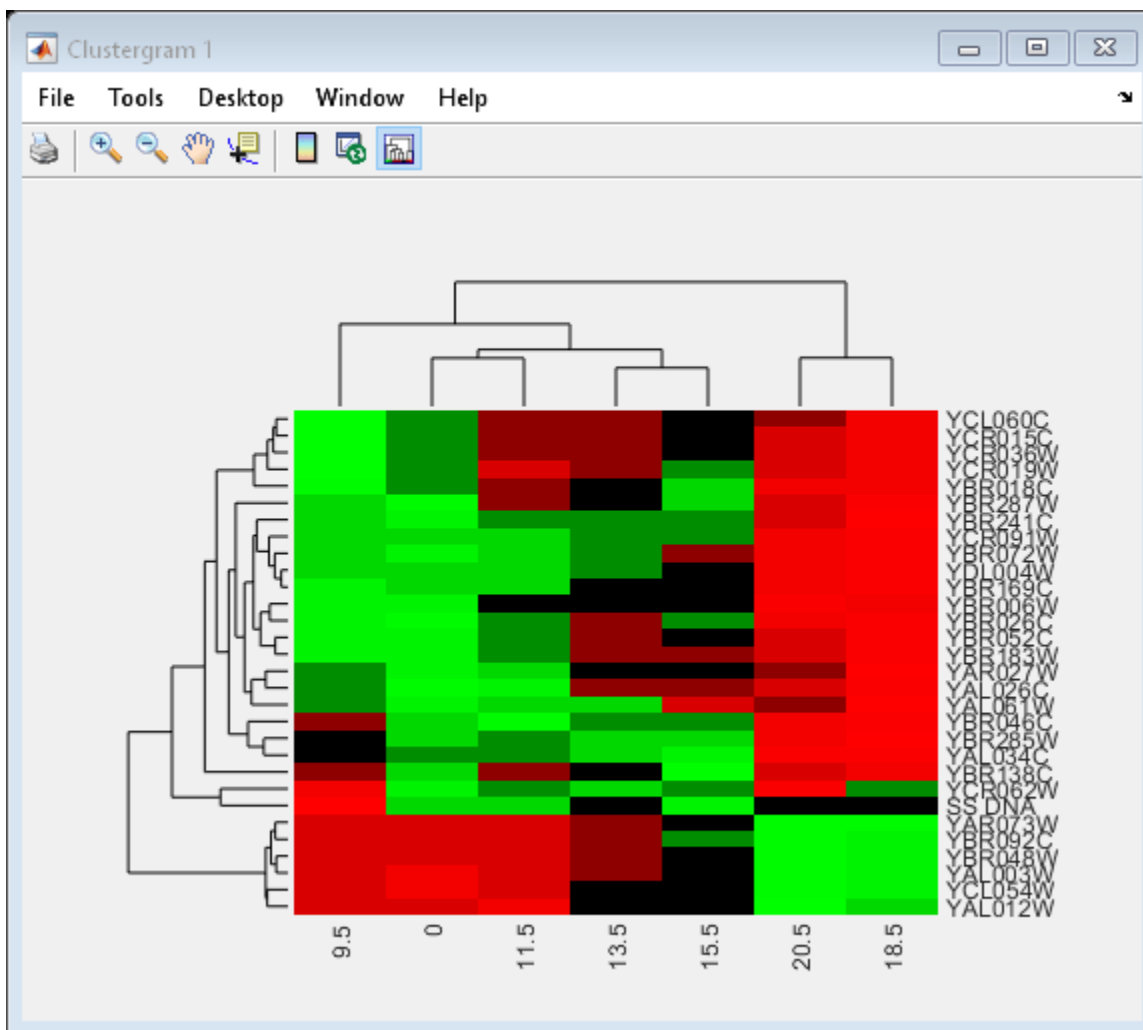 Clustergram 1
File Tools Desktop Window Help
YCL060C
YCR015C
YCR036W
YCR019W
YBR018C
YBR287W
YBR241C
YCR091W
YBR072W
YDL004W
YBR169C
YBR006W
YBR026C
YBR052C
YBR183W
YAR027W
YAL026C
YAL061W
YBR046C
YBR285W
YAL034C
YBR138C
YCR062W
SS DNA
YAR073W
YBR092C
YBR048W
YAL003W
YCL054W
YAL012W
9.5 0 11.5 13.5 15.5 20.5 18.5